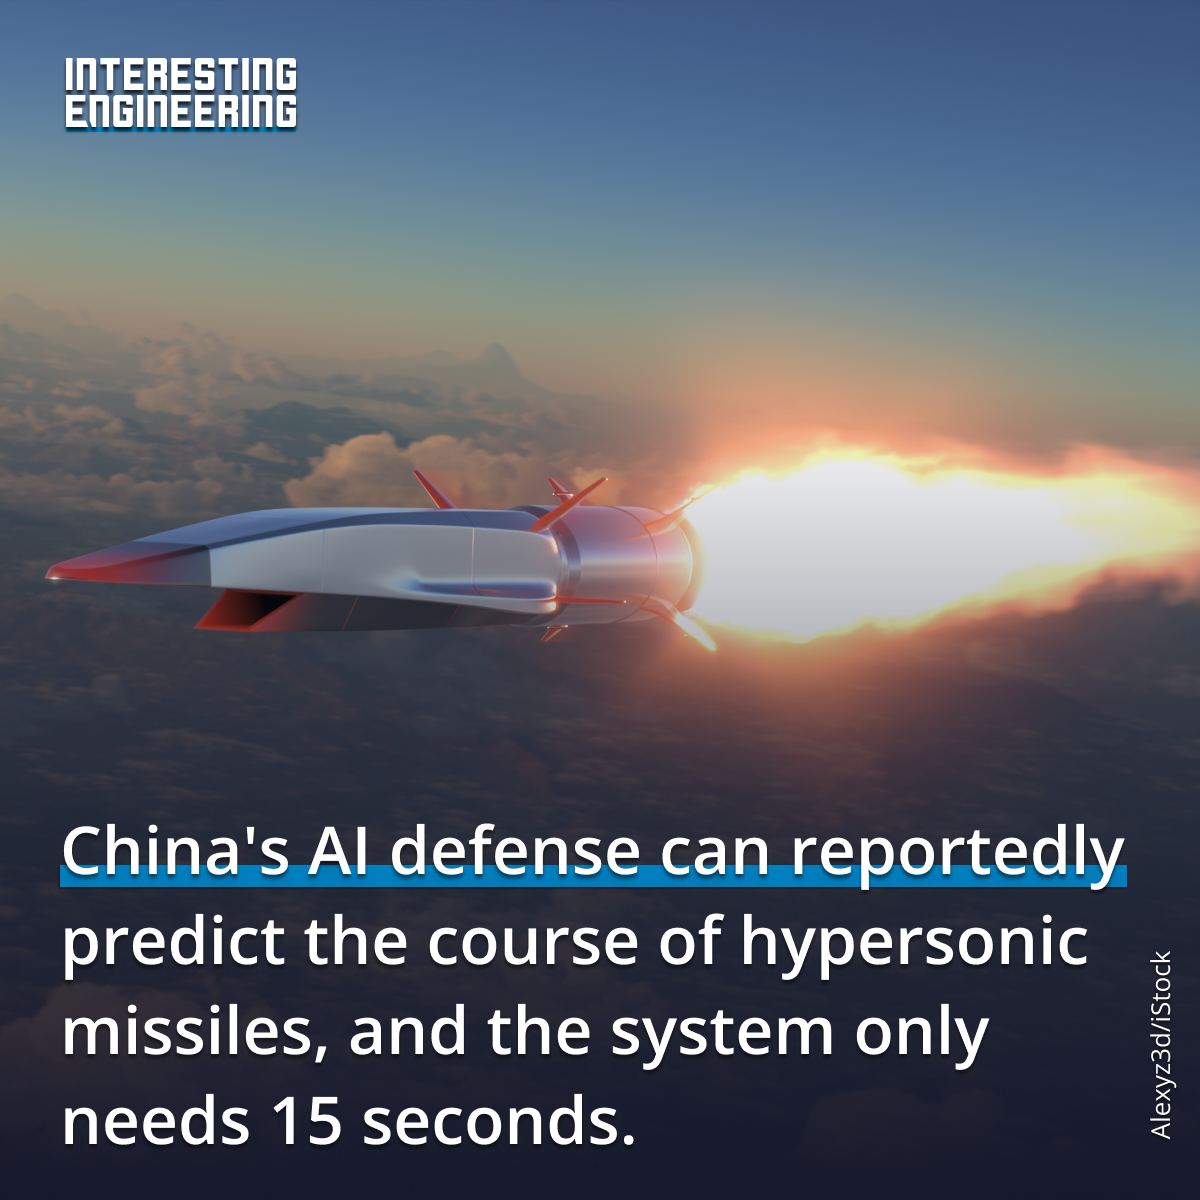 INTERESTING
ENGINEERING
China's AI defense can reportedly
predict the course of hypersonic
missiles, and the system only
needs 15 seconds.
Alexyz3d/iStock